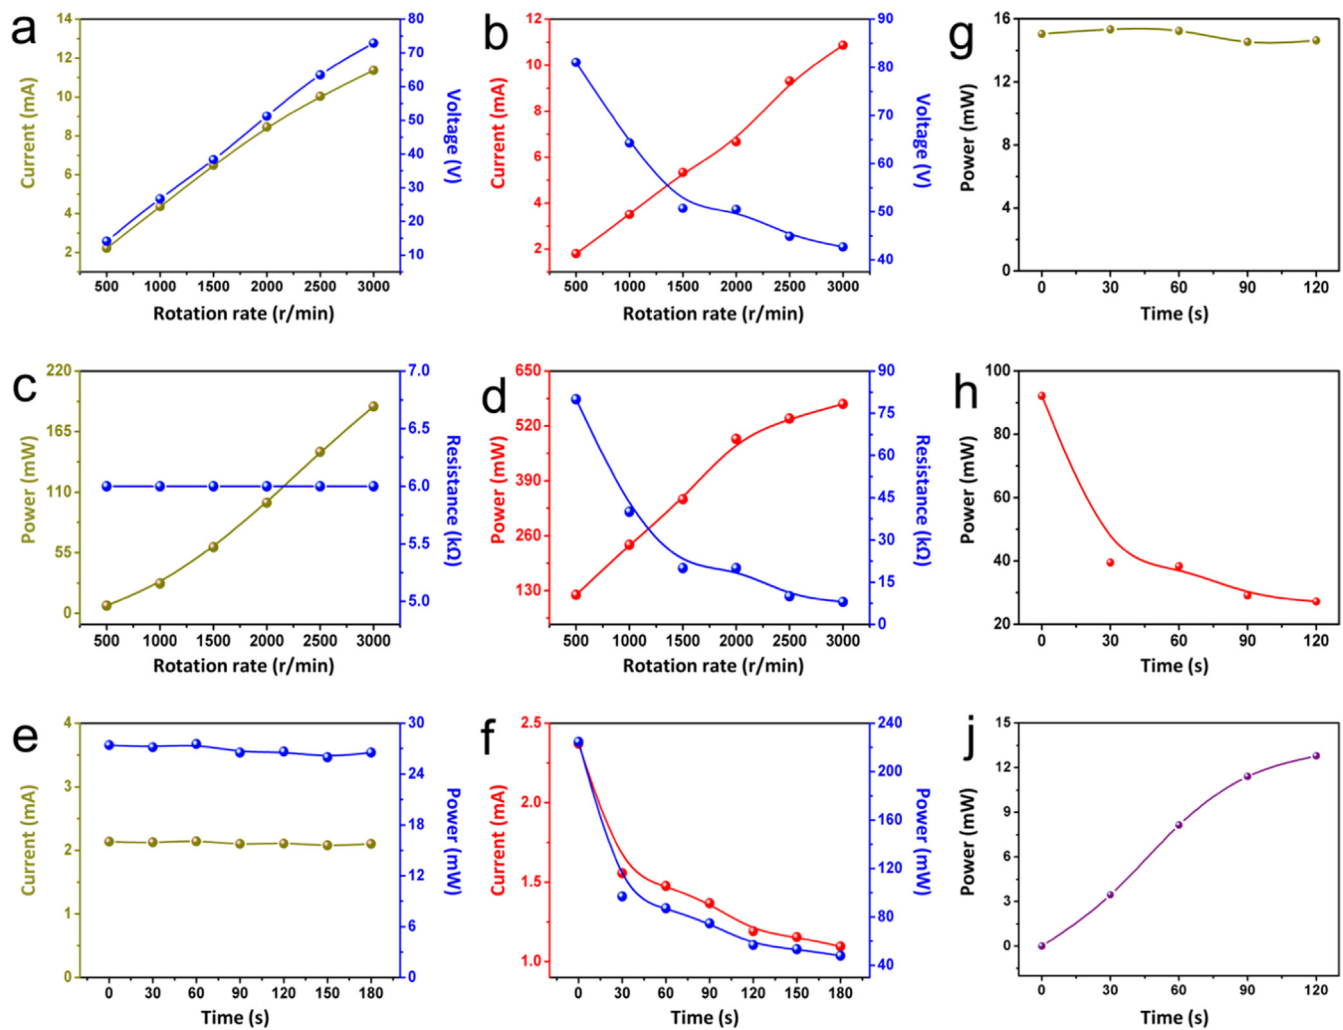 a
14
12
10
8
6
4
2
Current (mA)
80
70
60
50
40
30
20
10
Voltage (V)
500 1000 1500 2000 2500 3000
Rotation rate (r/min)
b
12
10
8
6
4
2
Current (mA)
90
80
70
60
50
40
Voltage (V)
500 1000 1500 2000 2500 3000
Rotation rate (r/min)
g
16
12
8
4
0
Power (mW)
0 30 60 90 120
Time (s)
c
220
165
110
55
0
Power (mW)
7.0
6.5
6.0
5.5
5.0
Resistance (kΩ)
500 1000 1500 2000 2500 3000
Rotation rate (r/min)
d
650
520
390
260
130
Power (mW)
90
75
60
45
30
15
0
Resistance (kΩ)
500 1000 1500 2000 2500 3000
Rotation rate (r/min)
h
100
80
60
40
20
Power (mW)
0 30 60 90 120
Time (s)
e
4
3
2
1
0
Current (mA)
30
24
18
12
6
0
Power (mW)
0 30 60 90 120 150 180
Time (s)
f
2.5
2.0
1.5
1.0
Current (mA)
240
200
160
120
80
40
Power (mW)
0 30 60 90 120 150 180
Time (s)
j
15
12
9
6
3
0
Power (mW)
0 30 60 90 120
Time (s)